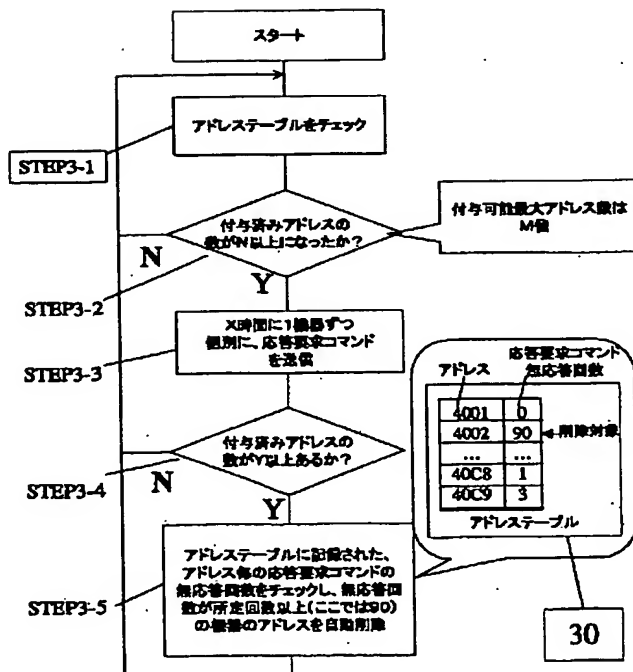 スタート
アドレステーブルをチェック
STEP3-1
付与済みアドレスの
数がN以上になったか?
付与可能最大アドレス数は
M個
N
Y
STEP3-2
X時間に1機器ずつ
個別に、応答要求コマンド
を送信
STEP3-3
付与済みアドレスの
数がY以上あるか?
N
Y
STEP3-4
アドレステーブルに記録された、
アドレス毎の応答要求コマンドの
無応答回数をチェックし、無応答回
数が所定回数以上(ここでは90)
の機器のアドレスを自動削除
STEP3-5
応答要求コマンド
アドレス 無応答回数
4001 0
4002 90 削除対象
... ...
40C8 1
40C9 3
アドレステーブル
30